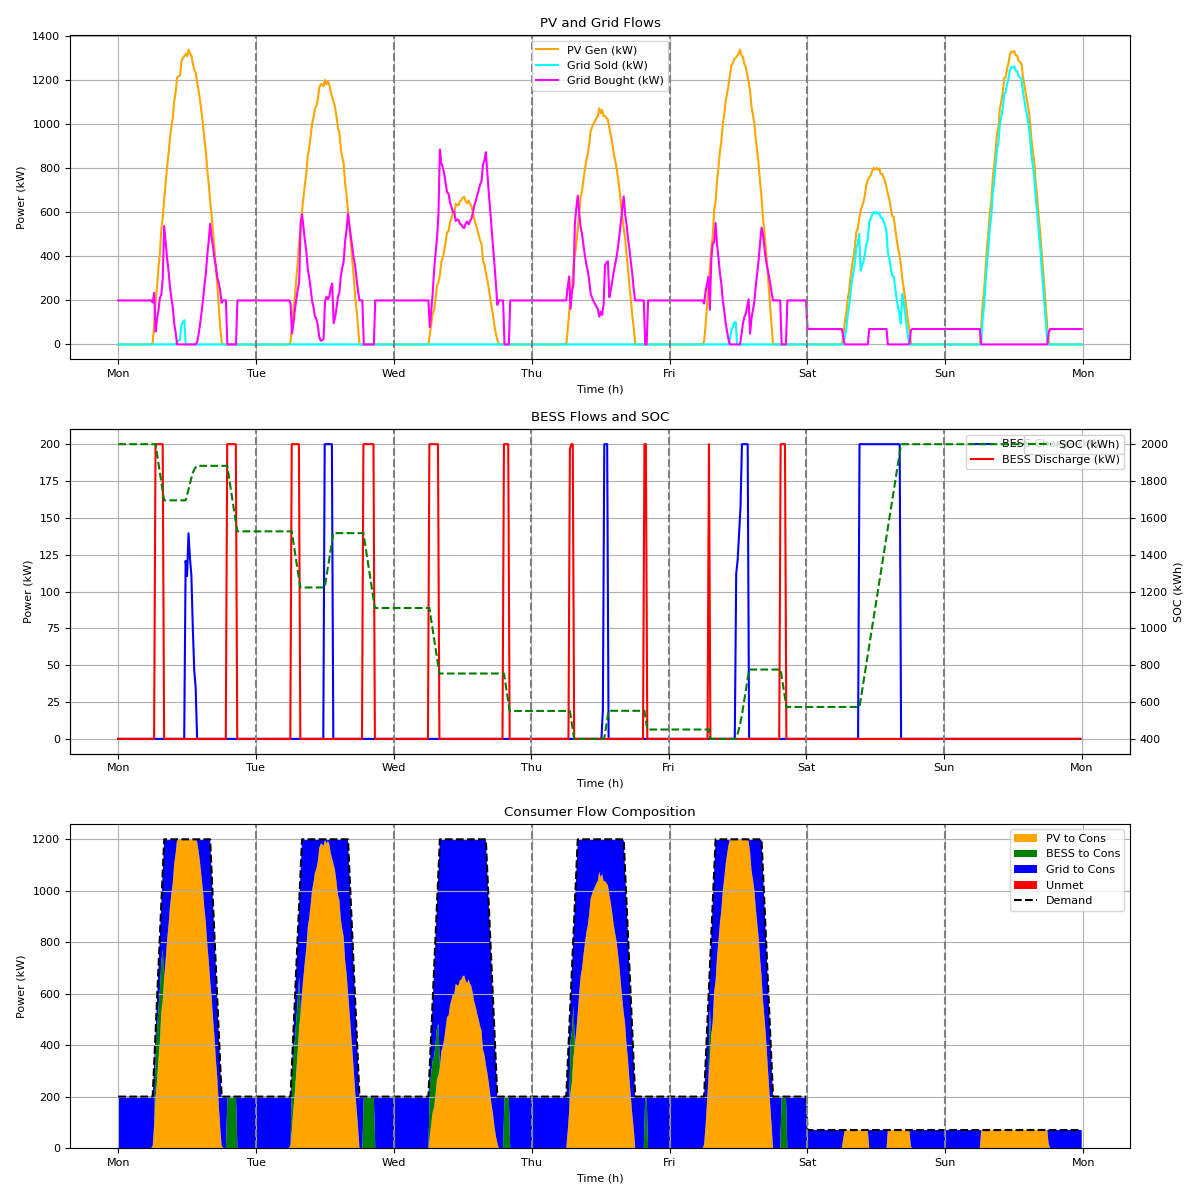 PV and Grid Flows
1400
1200
1000
800
600
400
200
0
Power (kW)
PV Gen (kW)
Grid Sold (kW)
Grid Bought (kW)
Mon Tue Wed Thu Fri Sat Sun Mon
Time (h)
BESS Flows and SOC
200
175
150
125
100
75
50
25
0
Power (kW)
BESS
SOC (kWh)
BESS Discharge (kW)
2000
1800
1600
1400
1200
1000
800
600
400
SOC (kWh)
Mon Tue Wed Thu Fri Sat Sun Mon
Time (h)
Consumer Flow Composition
1200
1000
800
600
400
200
0
Power (kW)
PV to Cons
BESS to Cons
Grid to Cons
Unmet
Demand
Mon Tue Wed Thu Fri Sat Sun Mon
Time (h)